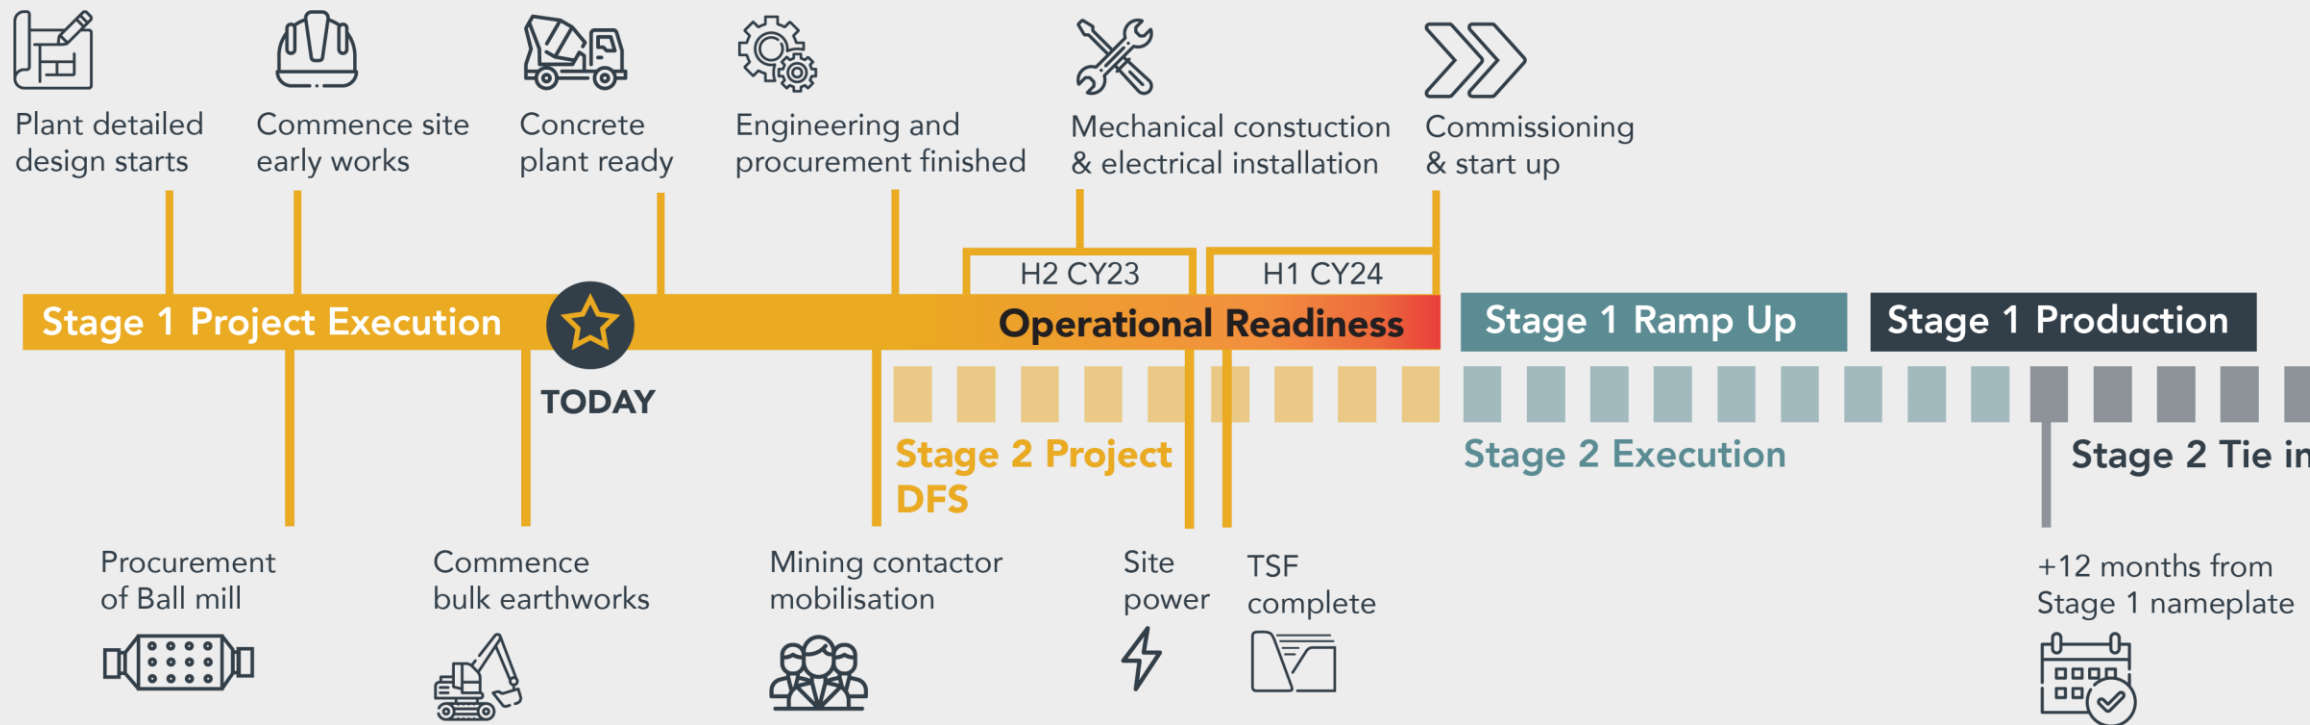 Plant detailed
design starts
Commence site
early works
Concrete
plant ready
Engineering and
procurement finished
Mechanical constuction
& electrical installation
Commissioning
& start up
H2 CY23
H1 CY24
Stage 1 Project Execution
Operational Readiness
Stage 1 Ramp Up
Stage 1 Production
TODAY
Stage 2 Project
DFS
Stage 2 Execution
Stage 2 Tie in
Procurement
of Ball mill
Commence
bulk earthworks
Mining contactor
mobilisation
Site
power
TSF
complete
+12 months from
Stage 1 nameplate